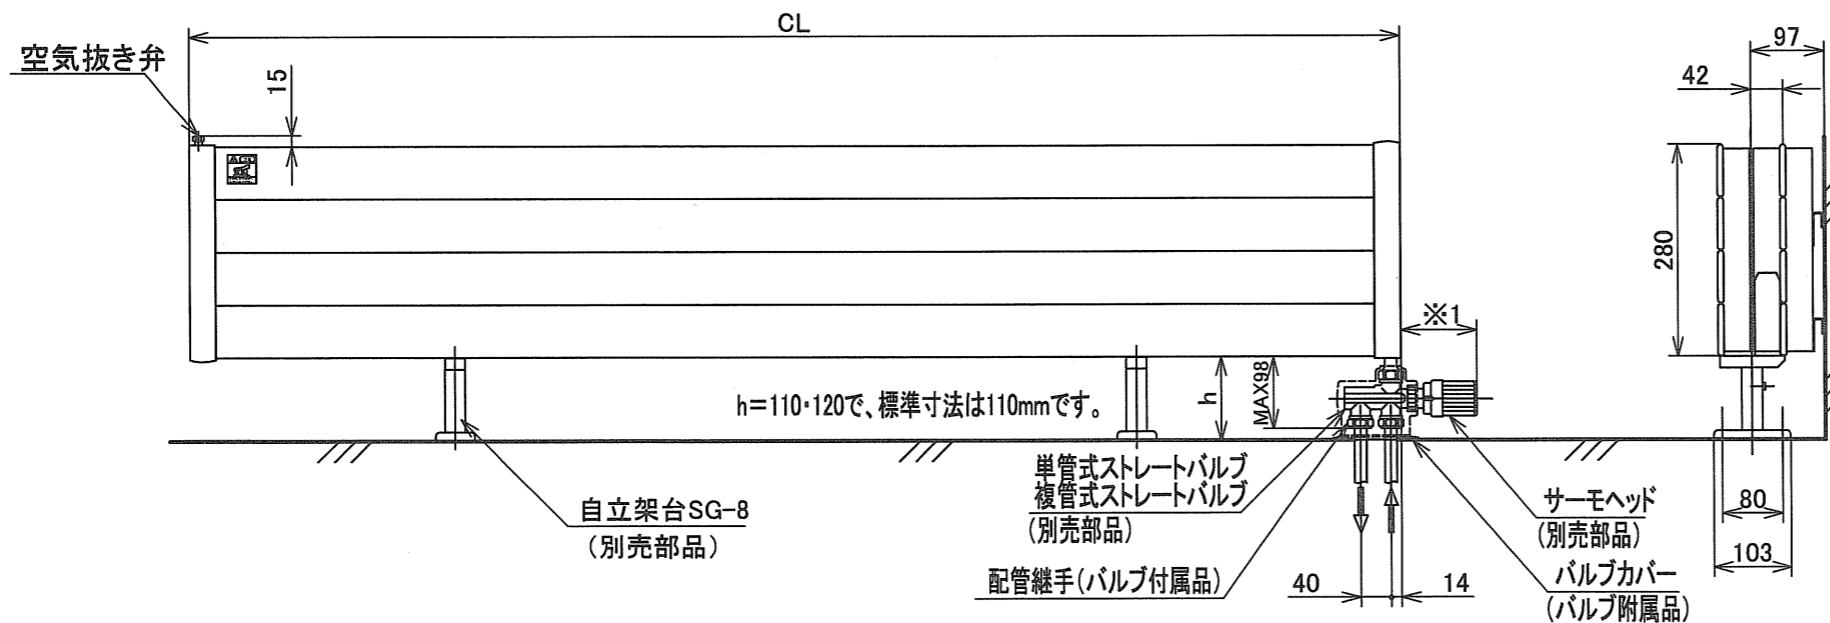 CL
97
空気抜き弁
15
42
280
※1
h
MAX98
h=110・120で、標準寸法は110mmです。
単管式ストレートバルブ
複管式ストレートバルブ
(別売部品)
自立架台SG-8
(別売部品)
サーモヘッド
(別売部品)
80
103
配管継手(バルブ付属品)
40
14
バルブカバー
(バルブ附属品)